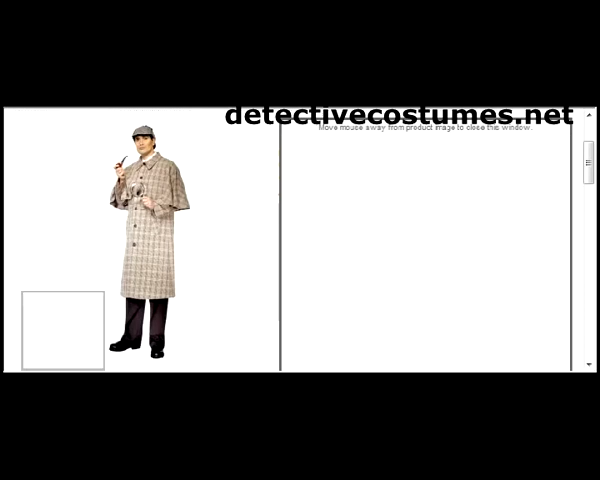 detectivecostumes.net
Move mouse away from product image to close this window.